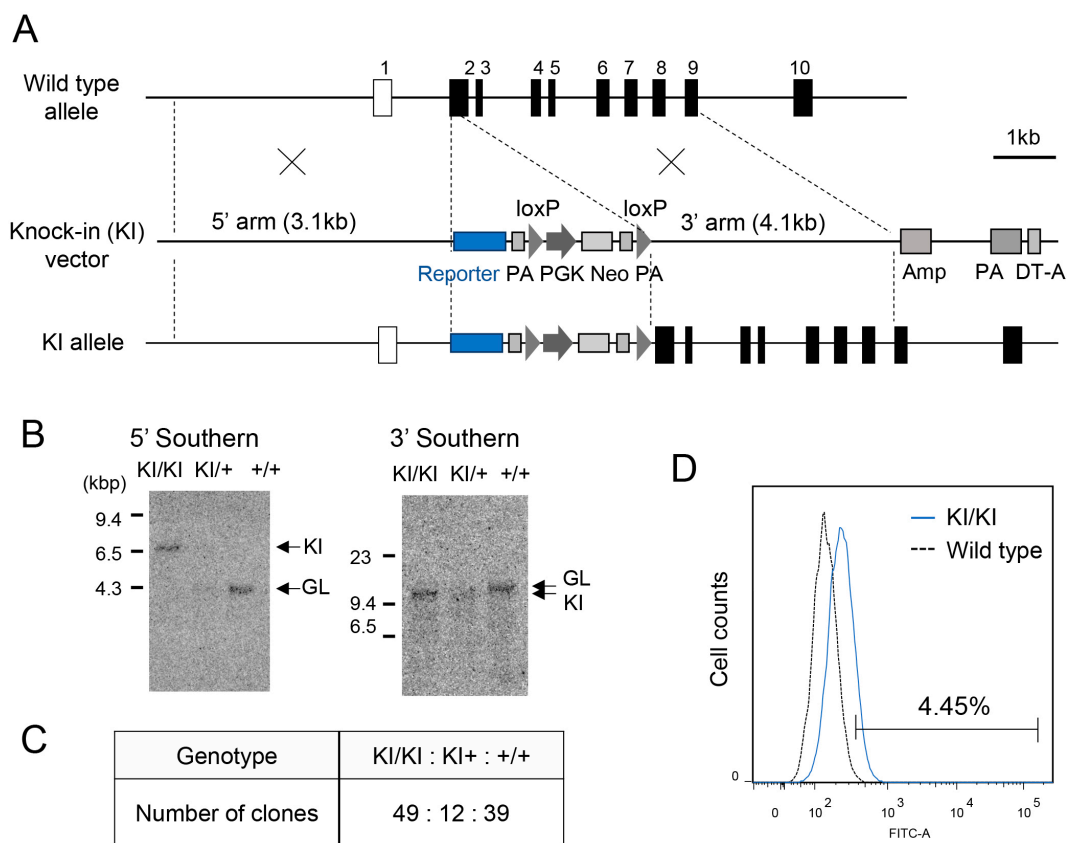 A
Wild type
allele
1 2 3 4 5 6 7 8 9 10
1kb
loxP loxP
5’ arm (3.1kb) 3’ arm (4.1kb)
Knock-in (KI)
vector
Reporter PA PGK Neo PA Amp PA DT-A
KI allele
B
5’ Southern
KI/KI KI/+ +/+
(kbp)
9.4
6.5
4.3
KI
GL
3’ Southern
KI/KI KI/+ +/+
23
9.4
6.5
GL
KI
C
Genotype KI/KI : KI+ : +/+
Number of clones 49 : 12 : 39
D
KI/KI
Wild type
Cell counts
4.45%
0
0 10^2 10^3 10^4 10^5
FITC-A